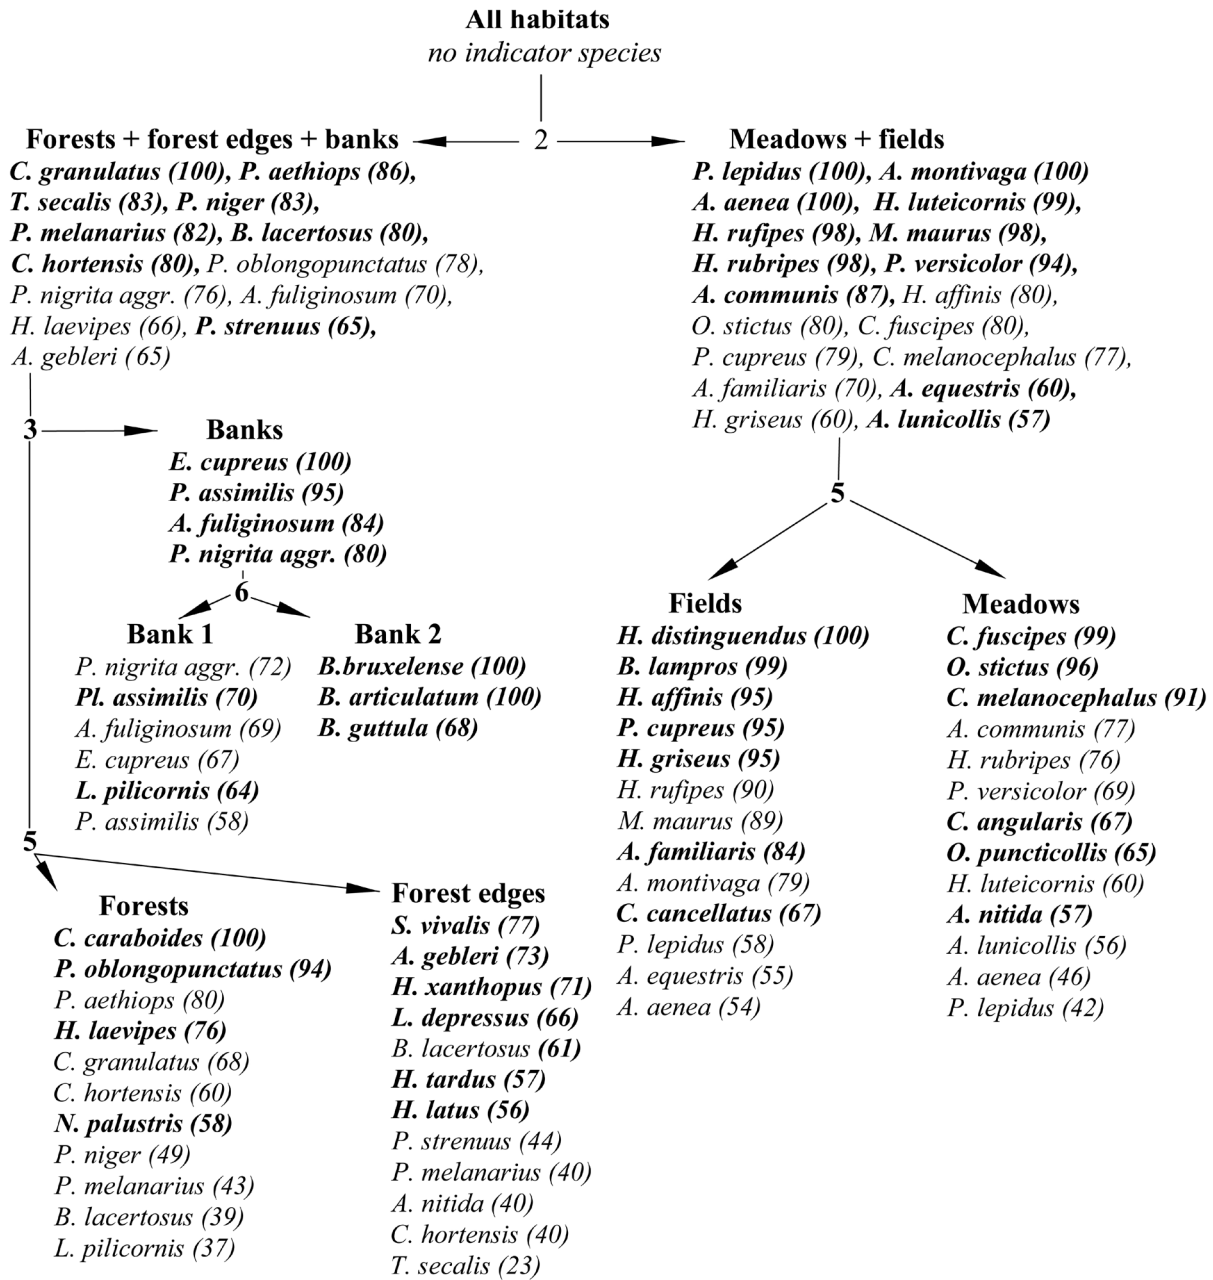 All habitats
no indicator species
2
Forests + forest edges + banks
C. granulatus (100), P. aethiops (86),
T. secalis (83), P. niger (83),
P. melanarius (82), B. lacertosus (80),
C. hortensis (80), P. oblongopunctatus (78),
P. nigrita aggr. (76), A. fuliginosum (70),
H. laevipes (66), P. strenuus (65),
A. gebleri (65)
Meadows + fields
P. lepidus (100), A. montivaga (100)
A. aenea (100), H. luteicornis (99),
H. rufipes (98), M. maurus (98),
H. rubripes (98), P. versicolor (94),
A. communis (87), H. affinis (80),
O. stictus (80), C. fuscipes (80),
P. cupreus (79), C. melanocephalus (77),
A. familiaris (70), A. equestris (60),
H. griseus (60), A. lunicollis (57)
3
Banks
E. cupreus (100)
P. assimilis (95)
A. fuliginosum (84)
P. nigrita aggr. (80)
6
Bank 1
P. nigrita aggr. (72)
Pl. assimilis (70)
A. fuliginosum (69)
E. cupreus (67)
L. pilicornis (64)
P. assimilis (58)
Bank 2
B.bruxelense (100)
B. articulatum (100)
B. guttula (68)
5
Forests
C. caraboides (100)
P. oblongopunctatus (94)
P. aethiops (80)
H. laevipes (76)
C. granulatus (68)
C. hortensis (60)
N. palustris (58)
P. niger (49)
P. melanarius (43)
B. lacertosus (39)
L. pilicornis (37)
Forest edges
S. vivalis (77)
A. gebleri (73)
H. xanthopus (71)
L. depressus (66)
B. lacertosus (61)
H. tardus (57)
H. latus (56)
P. strenuus (44)
P. melanarius (40)
A. nitida (40)
C. hortensis (40)
T. secalis (23)
5
Fields
H. distinguendus (100)
B. lampros (99)
H. affinis (95)
P. cupreus (95)
H. griseus (95)
H. rufipes (90)
M. maurus (89)
A. familiaris (84)
A. montivaga (79)
C. cancellatus (67)
P. lepidus (58)
A. equestris (55)
A. aenea (54)
Meadows
C. fuscipes (99)
O. stictus (96)
C. melanocephalus (91)
A. communis (77)
H. rubripes (76)
P. versicolor (69)
C. angularis (67)
O. puncticollis (65)
H. luteicornis (60)
A. nitida (57)
A. lunicollis (56)
A. aenea (46)
P. lepidus (42)